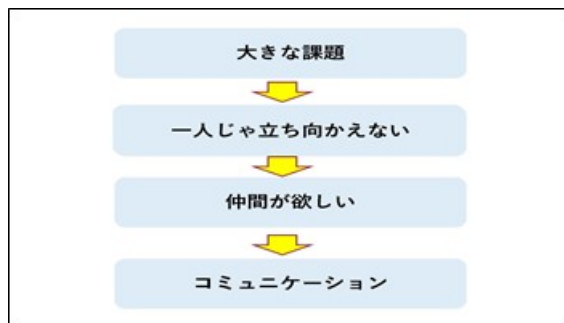 大きな課題
一人じゃ立ち向かえない
仲間が欲しい
コミュニケーション